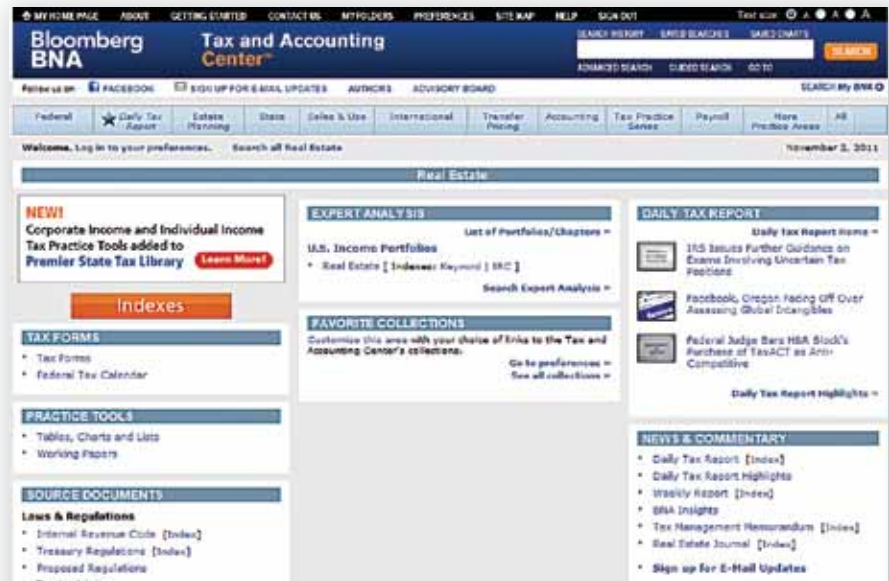 MY HOME PAGE ABOUT GETTING STARTED CONTACT US MY FOLDERS PREFERENCES SITE MAP HELP SIGN OUT Text size: A A A
Bloomberg BNA
Tax and Accounting Center
SEARCH HISTORY SAVED SEARCHES SAVED CHARTS
SEARCH
ADVANCED SEARCH GUIDED SEARCH GO TO
Follow us on FACEBOOK SIGN UP FOR E-MAIL UPDATES AUTHORS ADVISORY BOARD SEARCH My BNA
Federal
Daily Tax Report
Estate Planning
State
Sales & Use
International
Transfer Pricing
Accounting
Tax Practice Series
Payroll
More Practice Areas
All
Welcome. Log in to your preferences. Search all Real Estate November 2, 2011
Real Estate
NEW!
Corporate Income and Individual Income
Tax Practice Tools added to
Premier State Tax Library Learn More!
Indexes
TAX FORMS
• Tax Forms
• Federal Tax Calendar
PRACTICE TOOLS
• Tables, Charts and Lists
• Working Papers
SOURCE DOCUMENTS
Laws & Regulations
• Internal Revenue Code [Index]
• Treasury Regulations [Index]
• Proposed Regulations
EXPERT ANALYSIS
List of Portfolios/Chapters
U.S. Income Portfolios
• Real Estate [ Indexes: Keyword | IRC ]
Search Expert Analysis
FAVORITE COLLECTIONS
Customize this area with your choice of links to the Tax and
Accounting Center's collections.
Go to preferences
See all collections
DAILY TAX REPORT
Daily Tax Report Home
IRS Issues Further Guidance on
Exams Involving Uncertain Tax
Positions
Facebook, Oregon Facing Off Over
Assessing Global Intangibles
Federal Judge Bars H&R Block's
Purchase of TaxACT as Anti-
Competitive
Daily Tax Report Highlights
NEWS & COMMENTARY
• Daily Tax Report [Index]
• Daily Tax Report Highlights
• Weekly Report [Index]
• BNA Insights
• Tax Management Memorandum [Index]
• Real Estate Journal [Index]
• Sign up for E-Mail Updates